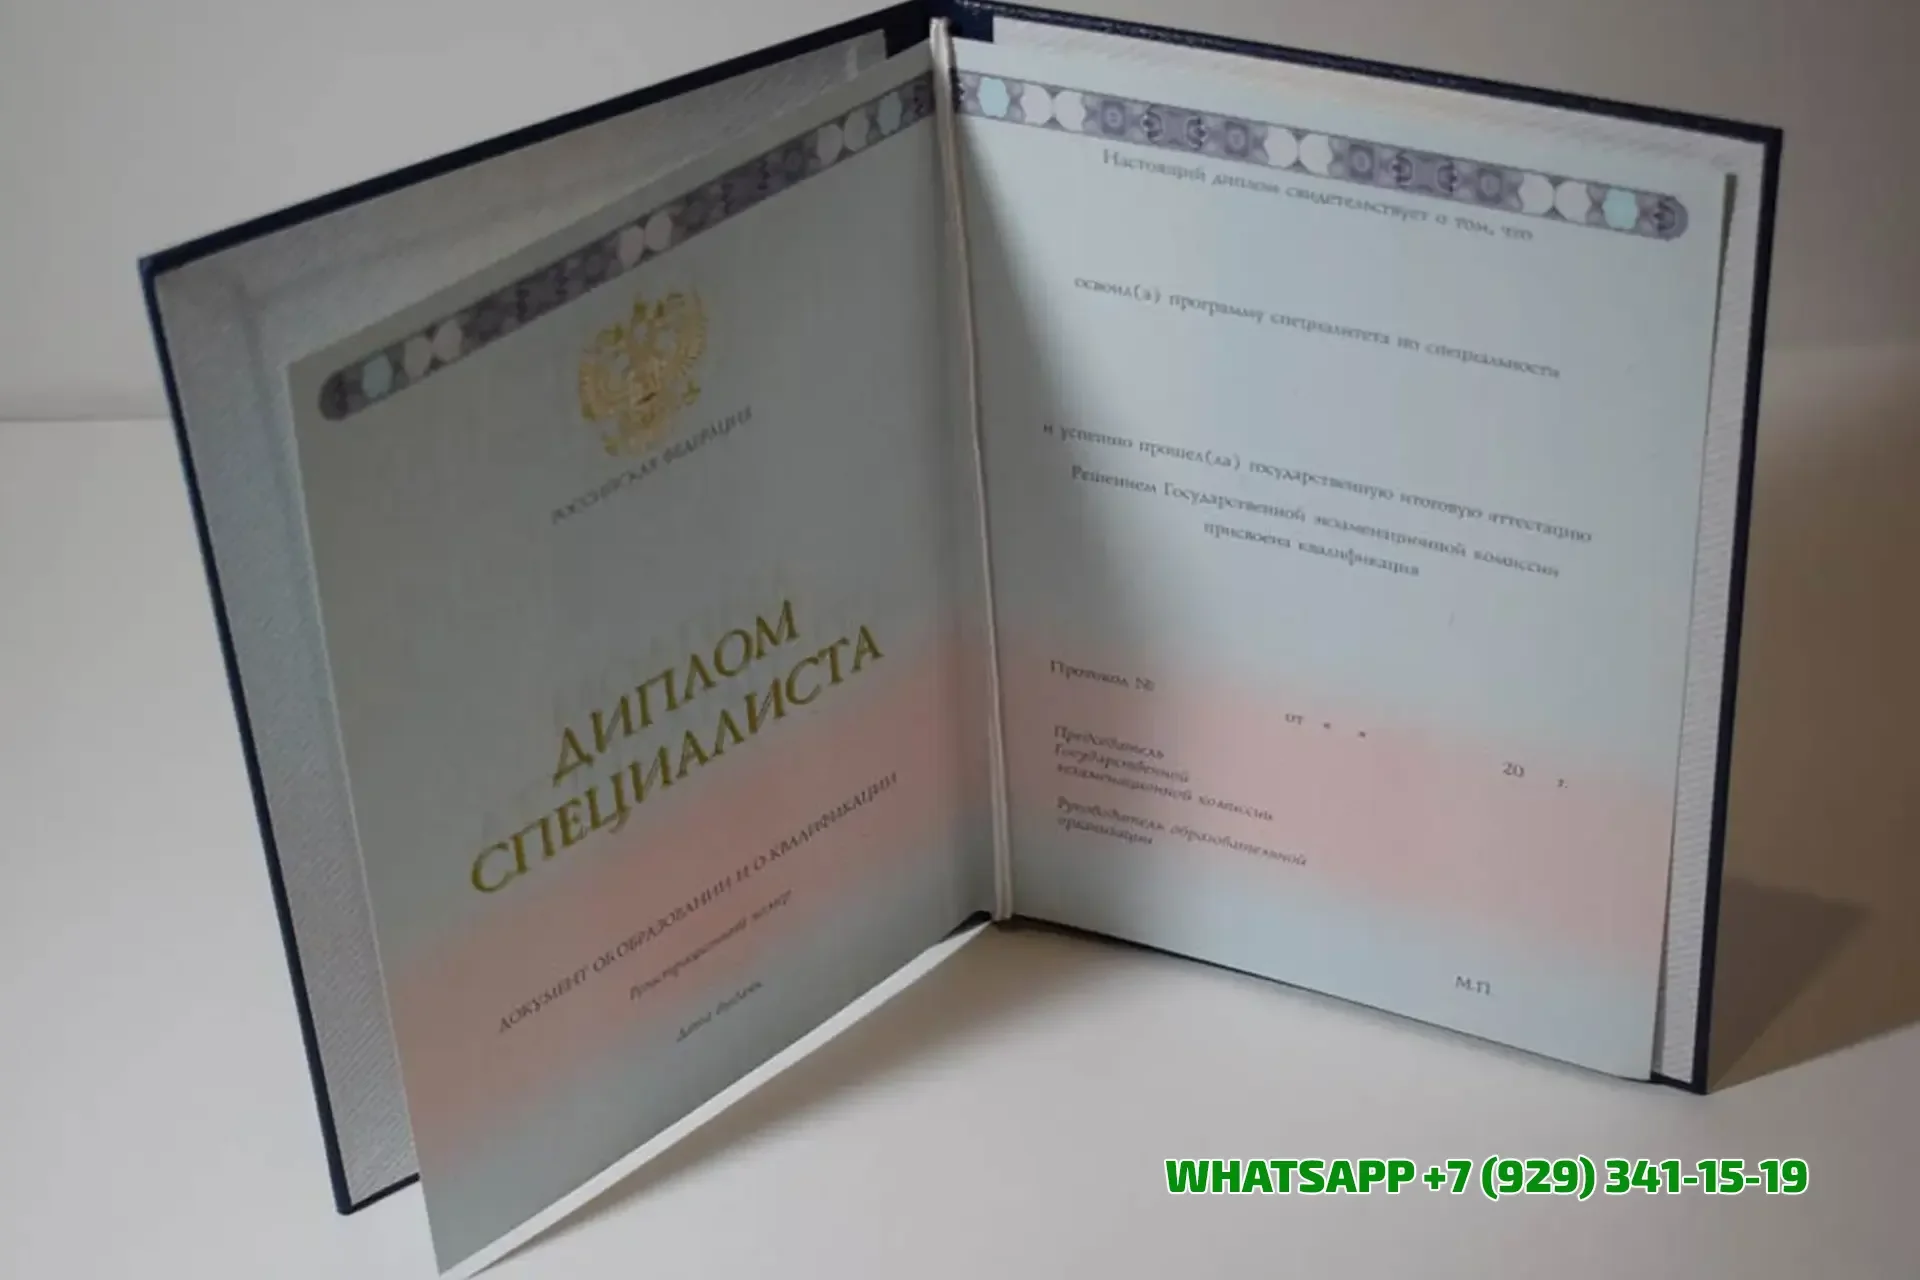 РОССИЙСКАЯ ФЕДЕРАЦИЯ
ДИПЛОМ
СПЕЦИАЛИСТА
ДОКУМЕНТ ОБ ОБРАЗОВАНИИ И О КВАЛИФИКАЦИИ
Регистрационный номер
Дата выдачи
Настоящий диплом свидетельствует о том, что
освоил(а) программу специалитета по специальности
и успешно прошел(ла) государственную итоговую аттестацию
Решением Государственной экзаменационной комиссии
присвоена квалификация
Протокол №
от « »
20 г.
Председатель
Государственной
экзаменационной комиссии
Руководитель образовательной
организации
М.П.
WHATSAPP +7 (929) 341-15-19